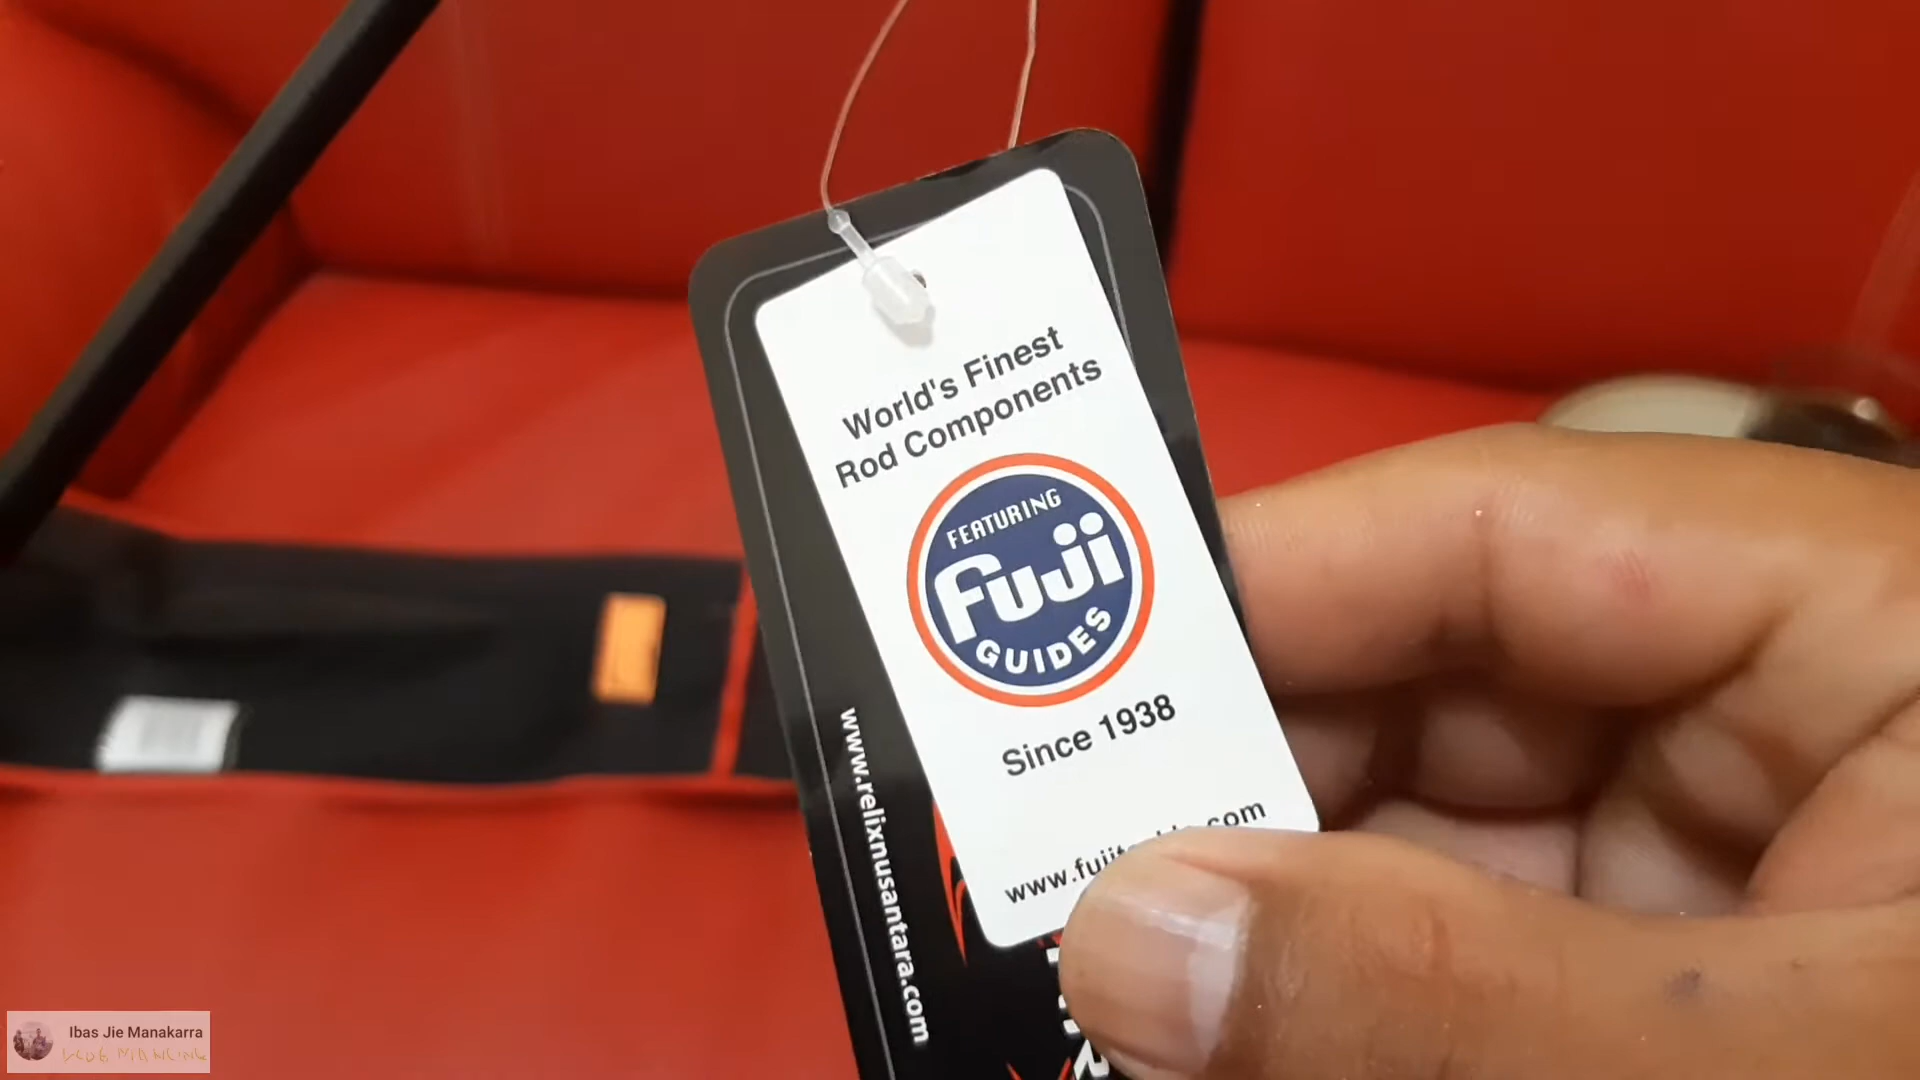 World's Finest
Rod Components
FEATURING
Fuji
GUIDES
Since 1938
www.relixnusantara.com
Ibas Jie Manakarra